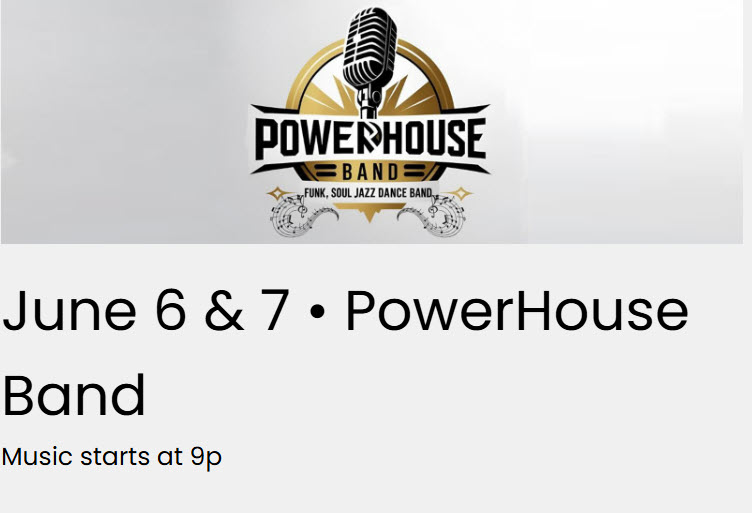 POWERHOUSE
BAND
FUNK, SOUL JAZZ DANCE BAND
June 6 & 7 • PowerHouse
Band
Music starts at 9p